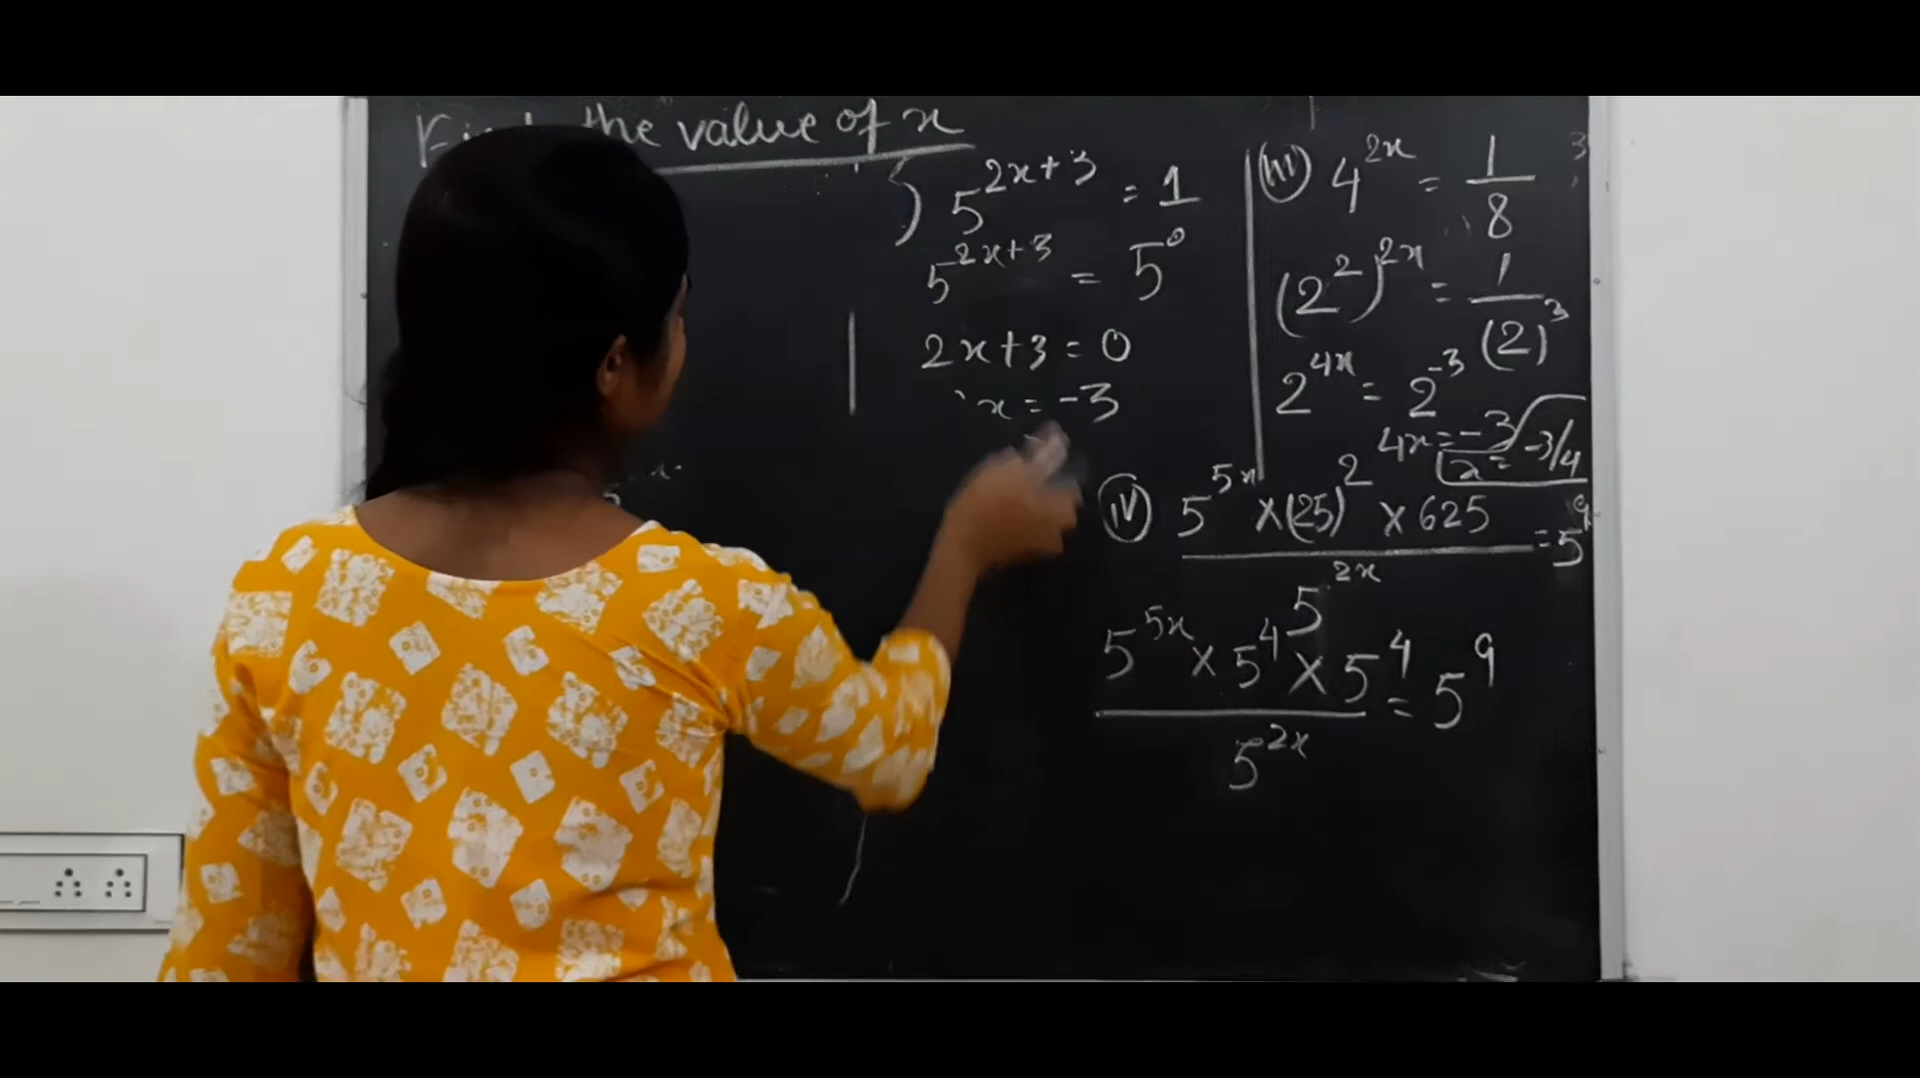 the value of x
) 5^{2x+3} = 1
5^{2x+3} = 5^0
2x+3 = 0
x = -3
(iii) 4^{2x} = 1/8
(2^2)^{2x} = 1/(2)^3
2^{4x} = 2^{-3}
4x = -3
x = -3/4
(iv) 5^{5x} × (25)^2 × 625 / 5^{2x} = 5^9
5^{5x} × 5^4 × 5^4 / 5^{2x} = 5^9